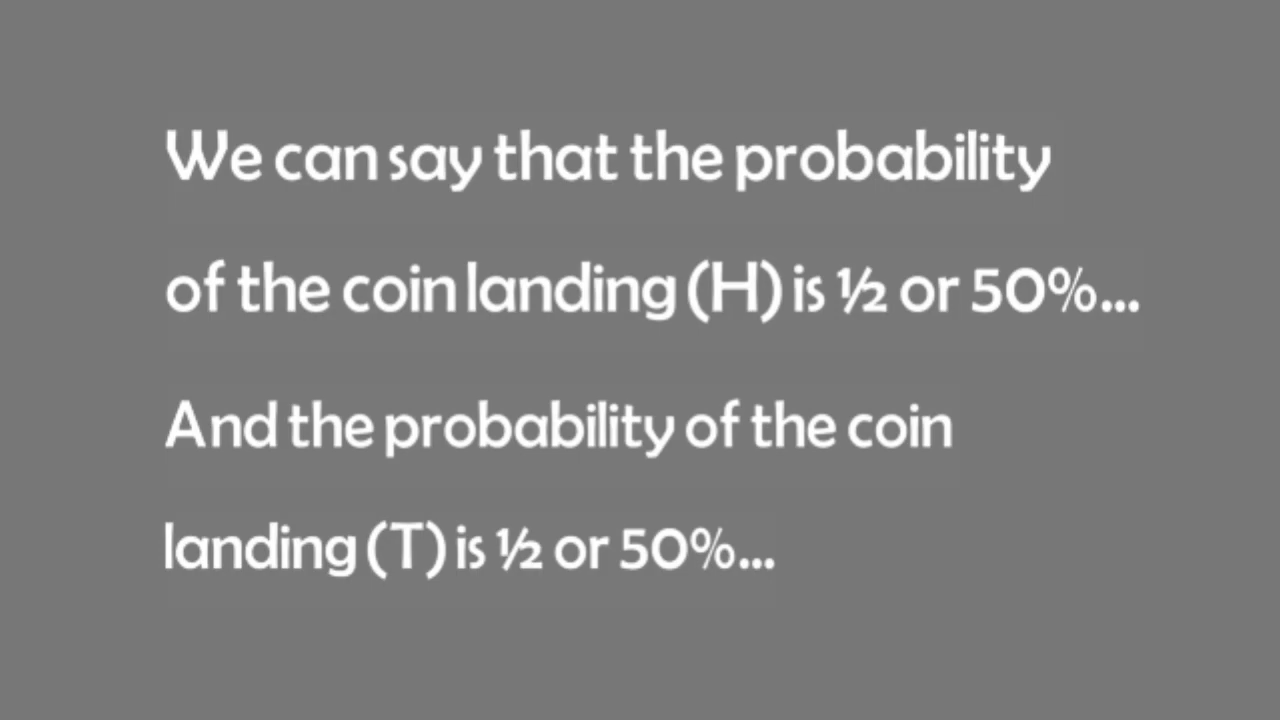 We can say that the probability
of the coin landing (H) is ½ or 50%...
And the probability of the coin
landing (T) is ½ or 50%...